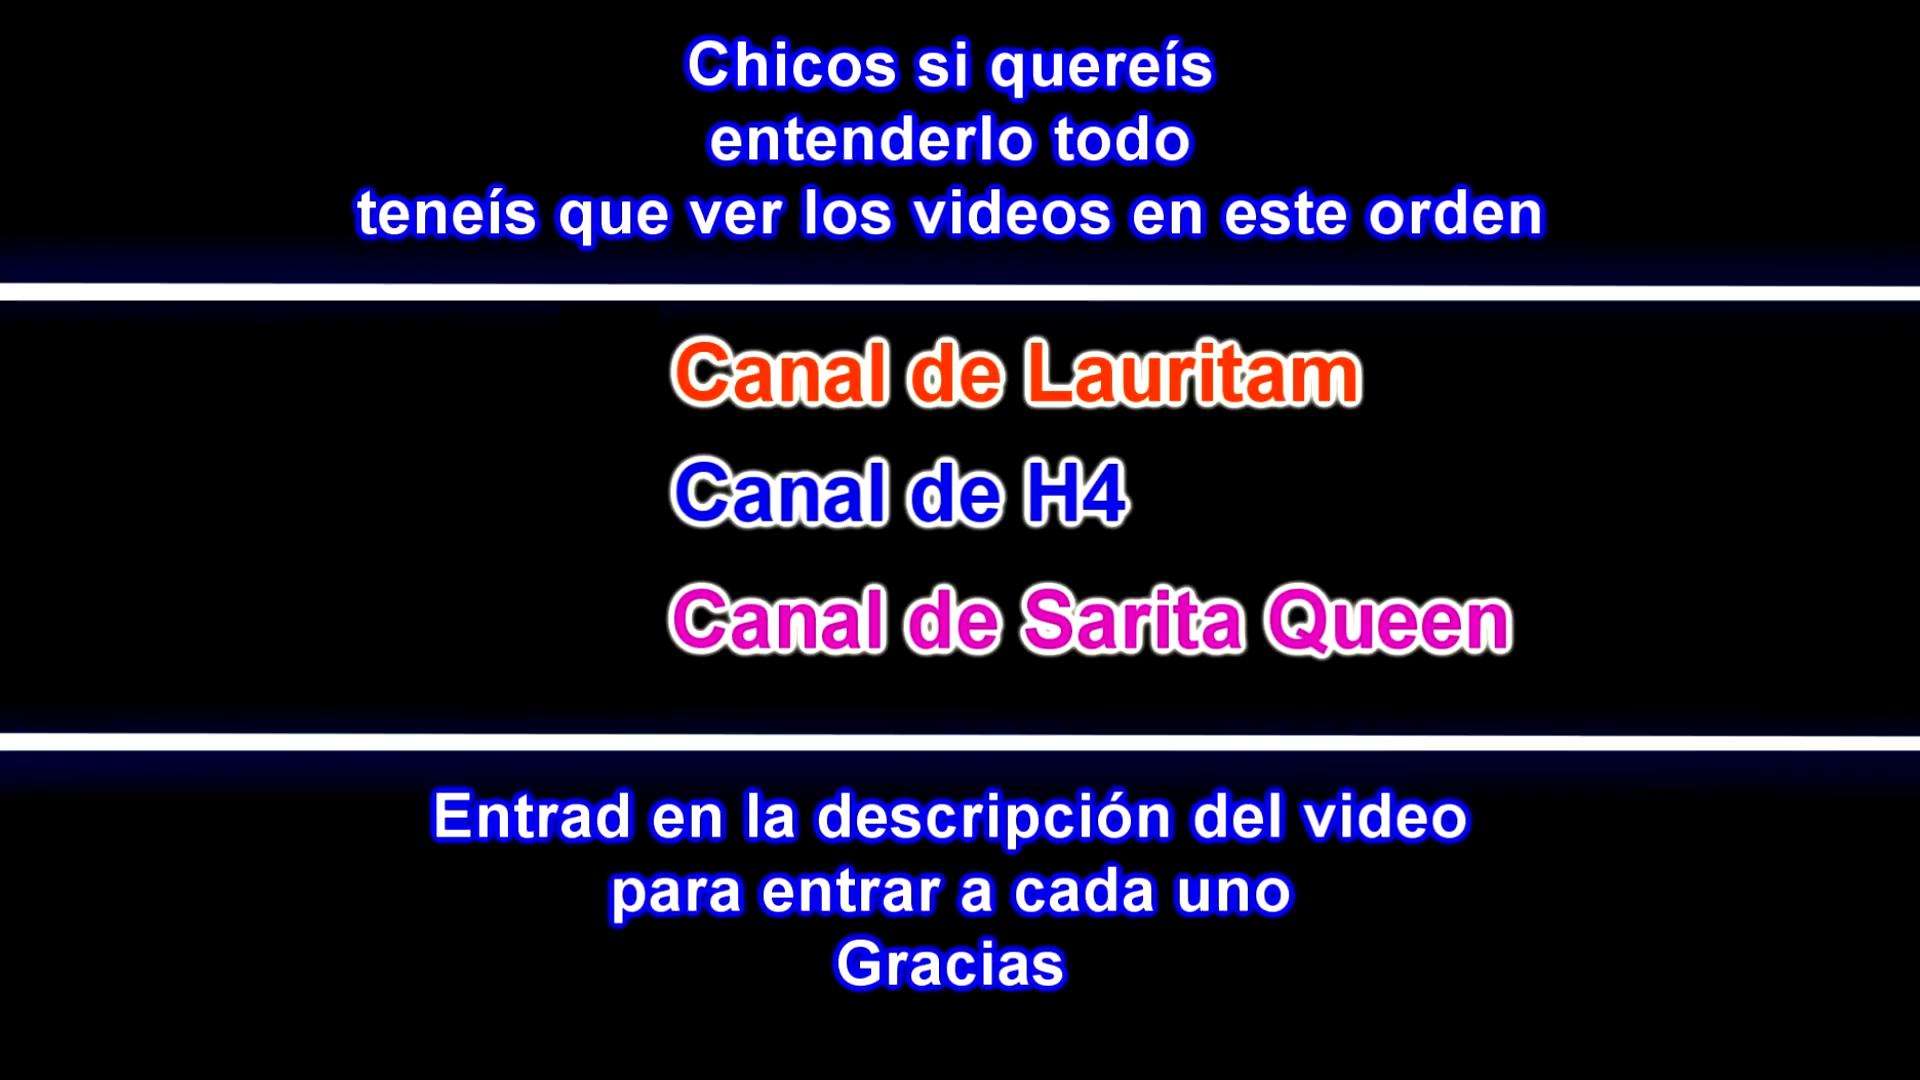 Chicos si quereís
entenderlo todo
teneís que ver los videos en este orden
Canal de Lauritam
Canal de H4
Canal de Sarita Queen
Entrad en la descripción del video
para entrar a cada uno
Gracias